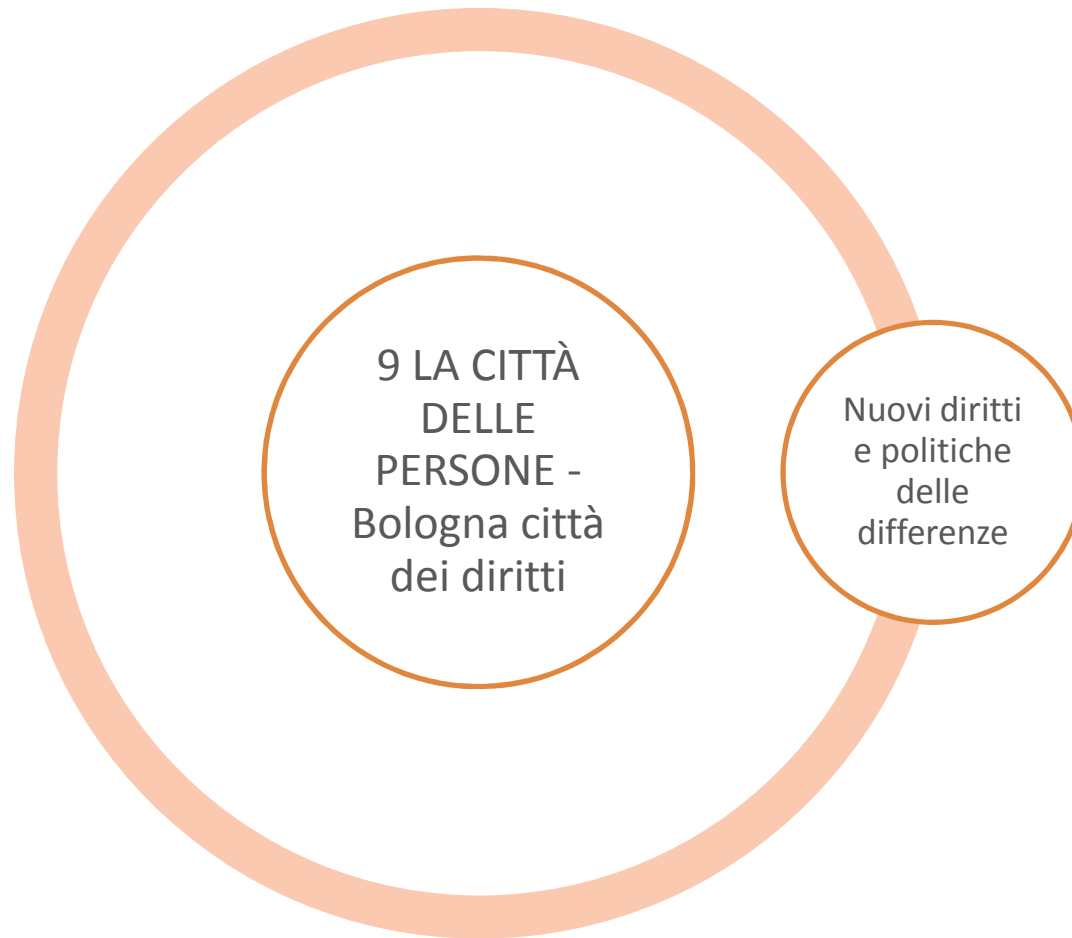 9 LA CITTÀ
DELLE
PERSONE -
Bologna città
dei diritti
Nuovi diritti
e politiche
delle
differenze